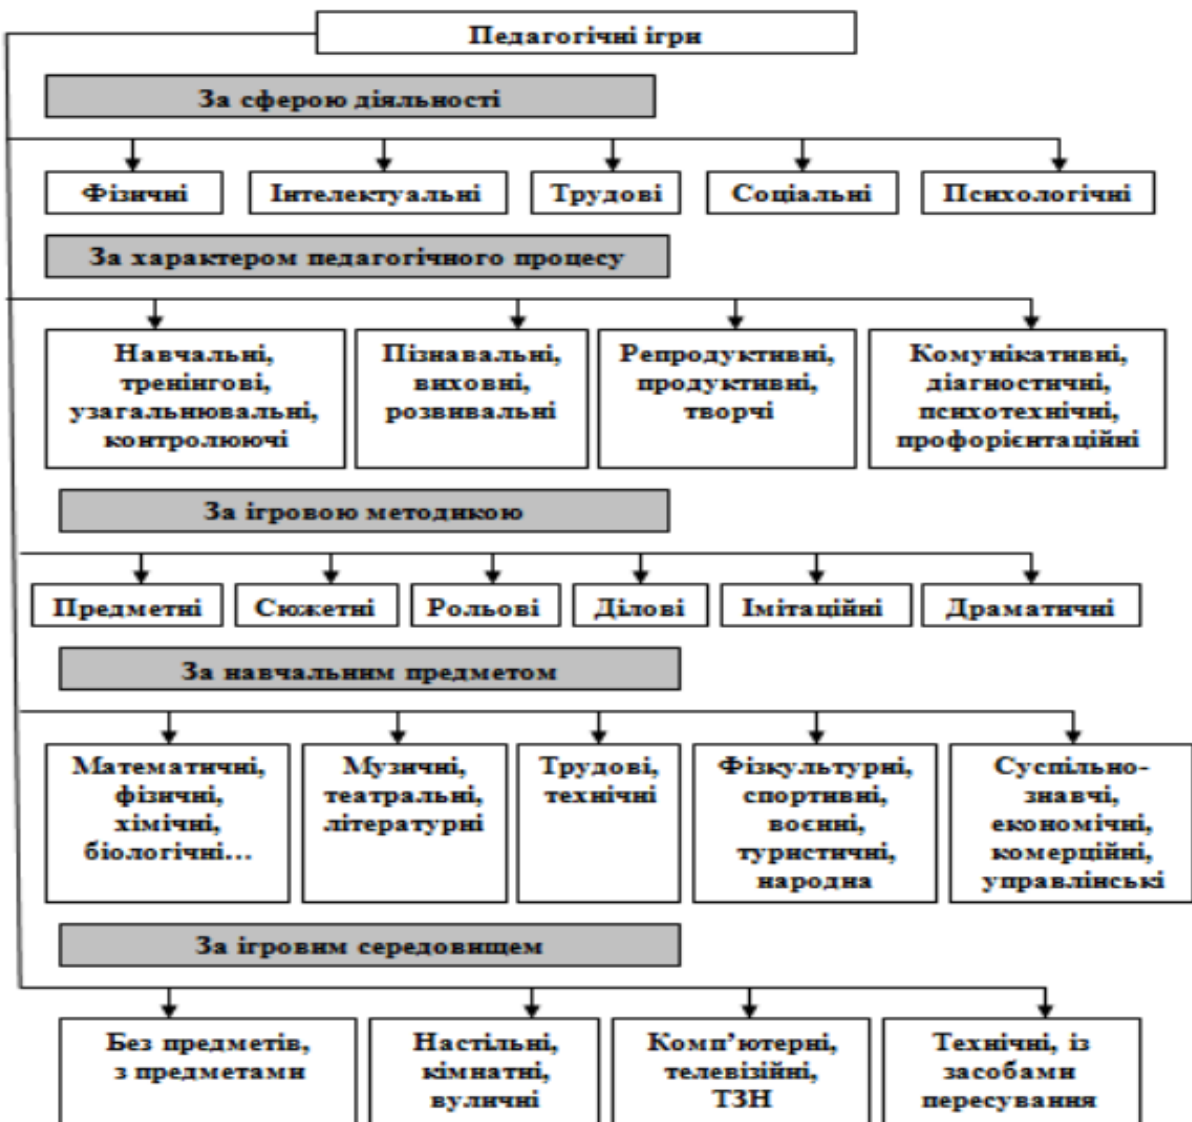 Педагогічні ігри
За сферою діяльності
Фізичні
Інтелектуальні
Трудові
Соціальні
Психологічні
За характером педагогічного процесу
Навчальні,
тренінгові,
узагальнювальні,
контролюючі
Пізнавальні,
виховні,
розвивальні
Репродуктивні,
продуктивні,
творчі
Комунікативні,
діагностичні,
психотехнічні,
профорієнтаційні
За ігровою методикою
Предметні
Сюжетні
Рольові
Ділові
Імітаційні
Драматичні
За навчальним предметом
Математичні,
фізичні,
хімічні,
біологічні...
Музичні,
театральні,
літературні
Трудові,
технічні
Фізкультурні,
спортивні,
воєнні,
туристичні,
народна
Суспільно-
знавчі,
економічні,
комерційні,
управлінські
За ігровим середовищем
Без предметів,
з предметами
Настільні,
кімнатні,
вуличні
Комп’ютерні,
телевізійні,
ТЗН
Технічні, із
засобами
пересування